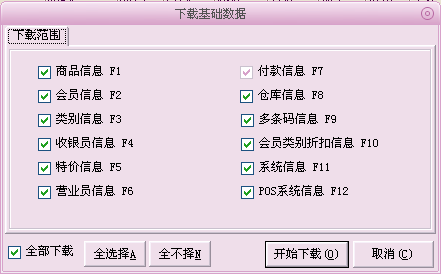 下载基础数据
下载范围
商品信息 F1
付款信息 F7
会员信息 F2
仓库信息 F8
类别信息 F3
多条码信息 F9
收银员信息 F4
会员类别折扣信息 F10
特价信息 F5
系统信息 F11
营业员信息 F6
POS系统信息 F12
全部下载 全选择A 全不择N 开始下载(O) 取消(C)